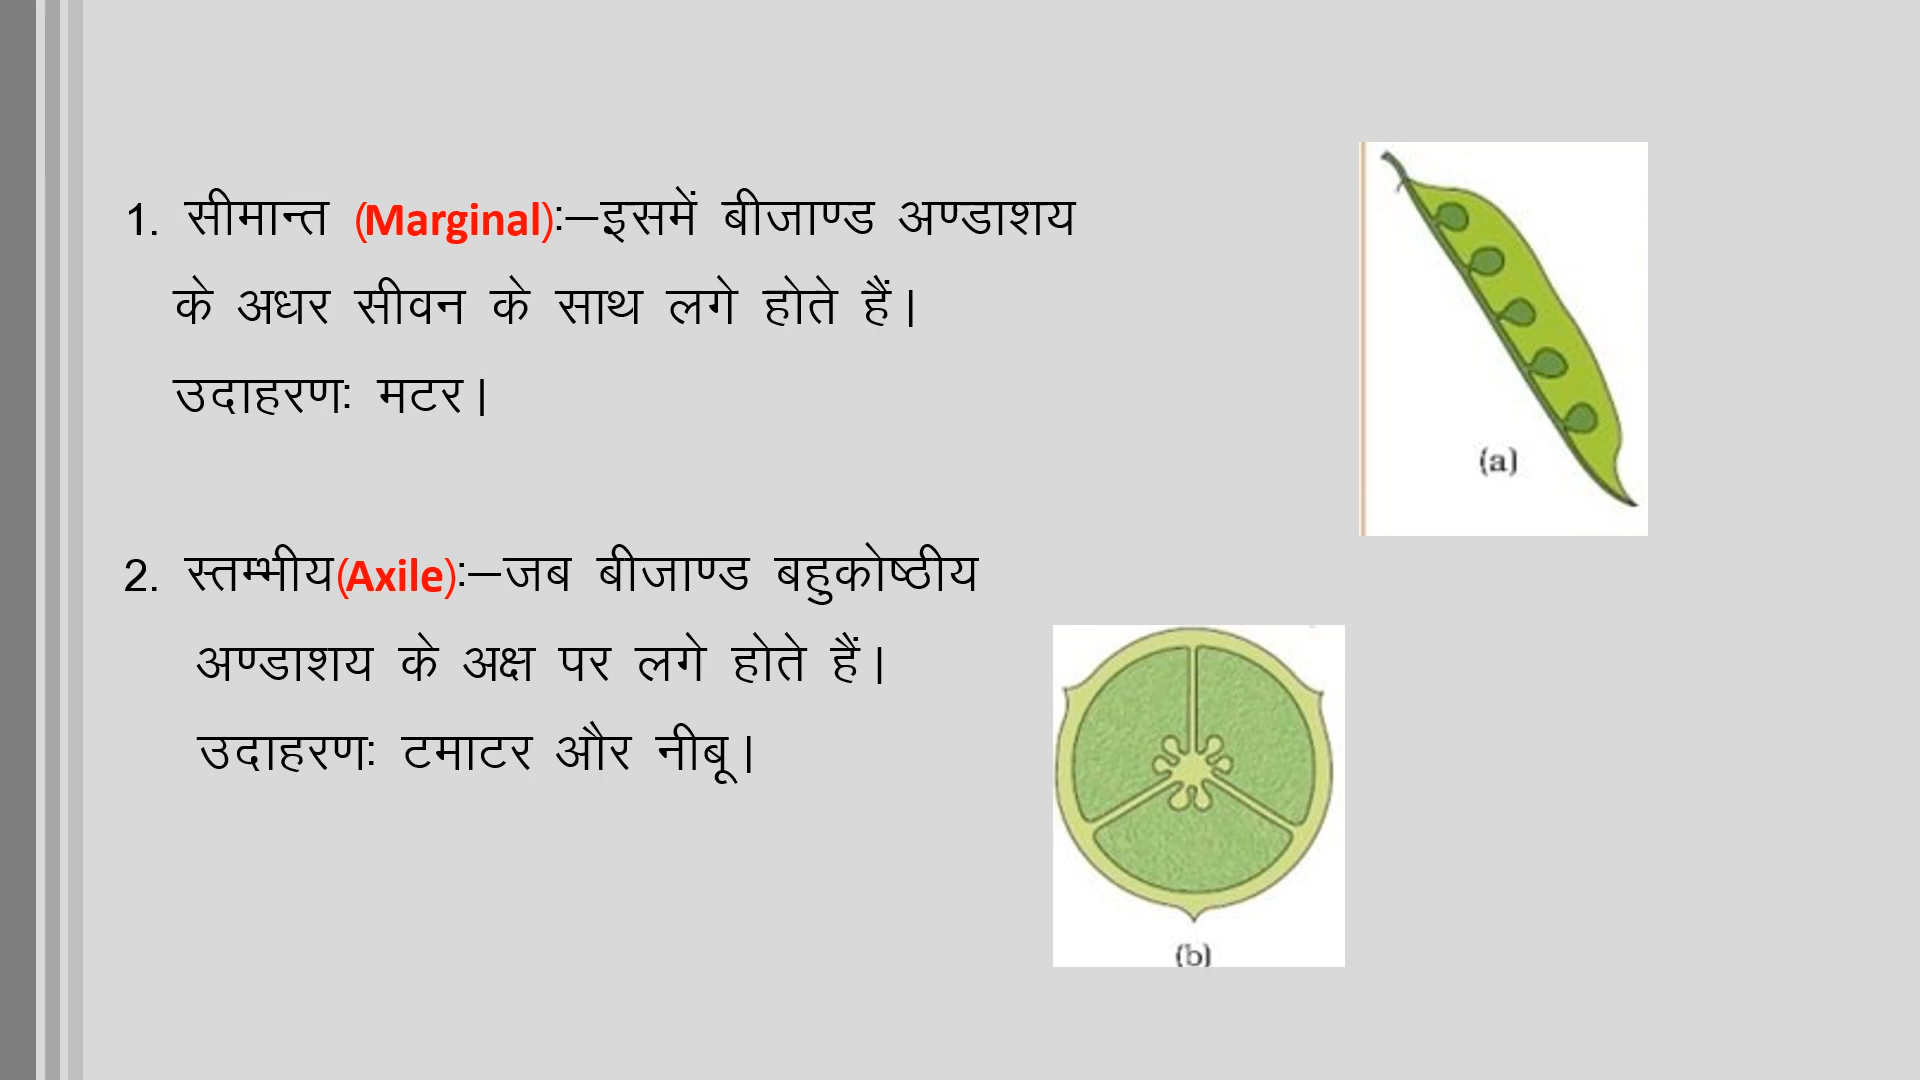 1. सीमान्त (Marginal):–इसमें बीजाण्ड अण्डाशय
के अधर सीवन के साथ लगे होते हैं।
उदाहरणः मटर।
(a)
2. स्तम्भीय(Axile):–जब बीजाण्ड बहुकोष्ठीय
अण्डाशय के अक्ष पर लगे होते हैं।
उदाहरणः टमाटर और नीबू।
(b)